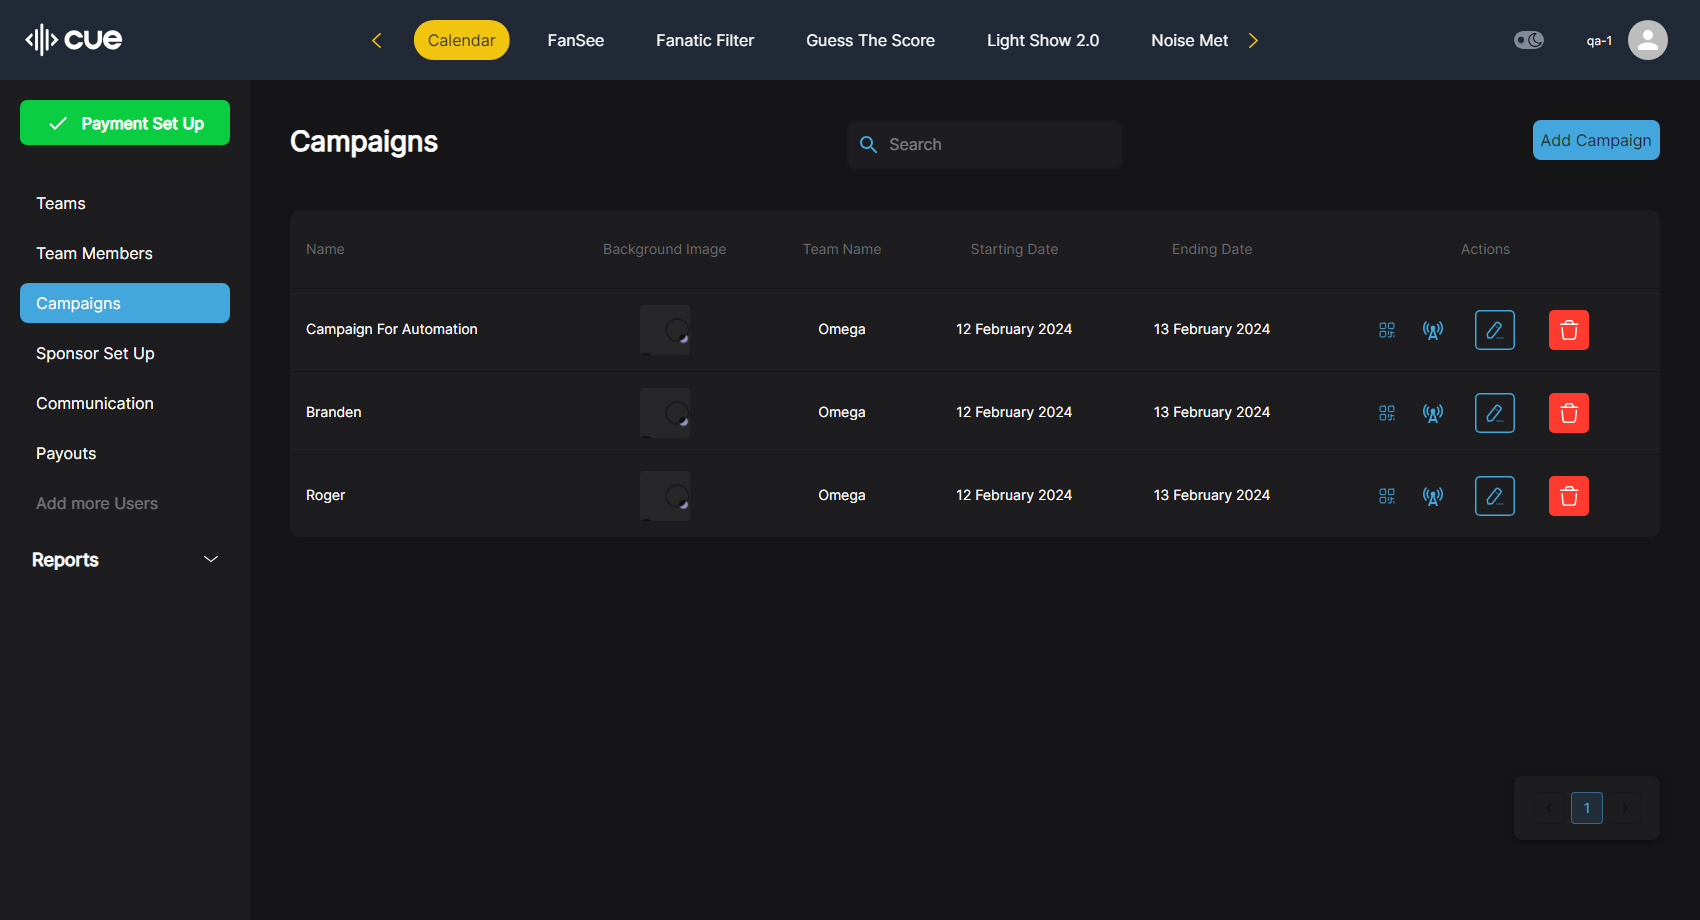 cue
Calendar
FanSee
Fanatic Filter
Guess The Score
Light Show 2.0
Noise Met
qa-1
Payment Set Up
Teams
Team Members
Campaigns
Sponsor Set Up
Communication
Payouts
Add more Users
Reports
Campaigns
Search
Add Campaign
Name Background Image Team Name Starting Date Ending Date Actions
Campaign For Automation Omega 12 February 2024 13 February 2024
Branden Omega 12 February 2024 13 February 2024
Roger Omega 12 February 2024 13 February 2024
1